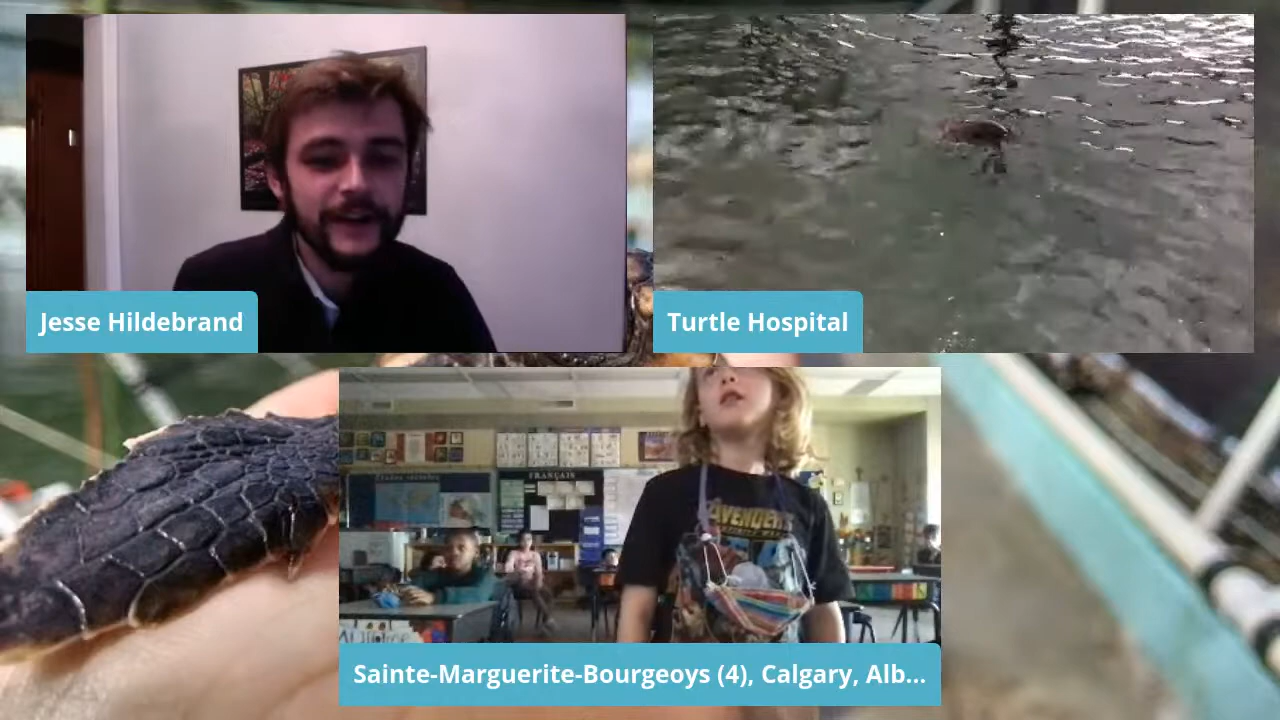 Jesse Hildebrand
Turtle Hospital
FRANÇAIS
AVENGERS
Sainte-Marguerite-Bourgeoys (4), Calgary, Alb...